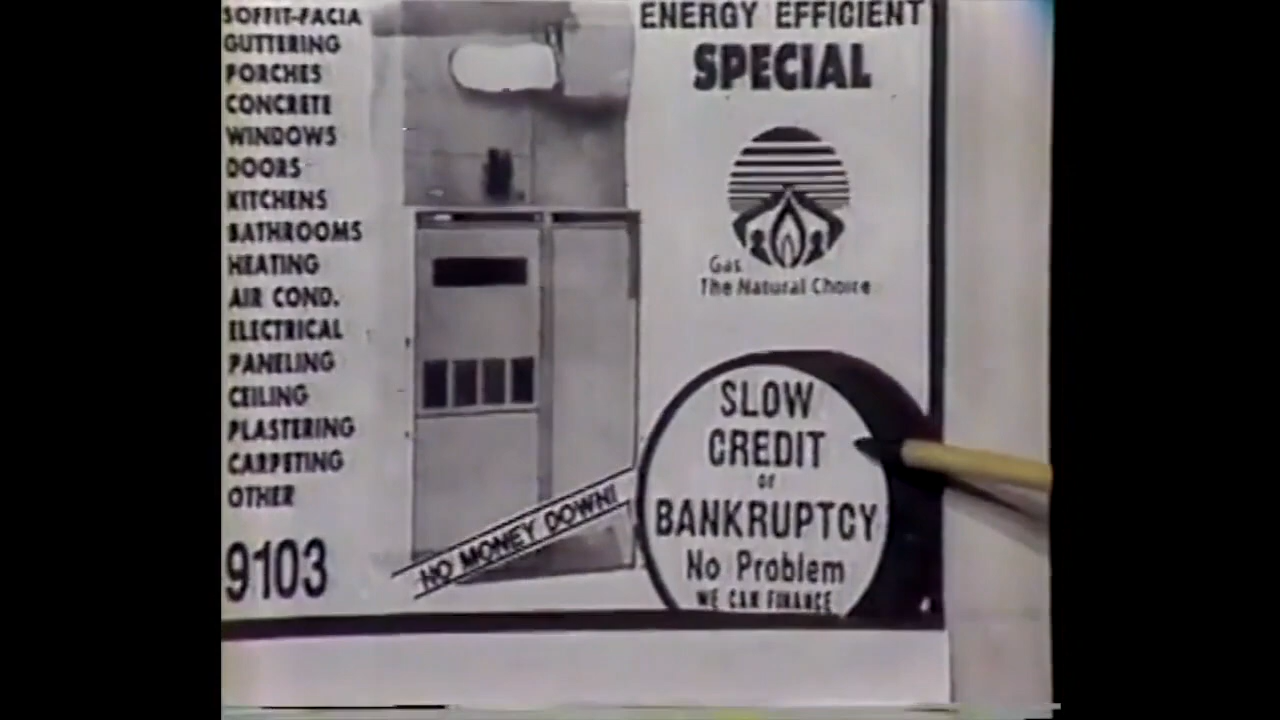 SOFFIT-FACIA
GUTTERING
PORCHES
CONCRETE
WINDOWS
DOORS
KITCHENS
BATHROOMS
HEATING
AIR COND.
ELECTRICAL
PANELING
CEILING
PLASTERING
CARPETING
OTHER
9103
NO MONEY DOWN!
ENERGY EFFICIENT
SPECIAL
Gas.
The Natural Choice
SLOW
CREDIT
or
BANKRUPTCY
No Problem
WE CAN FINANCE